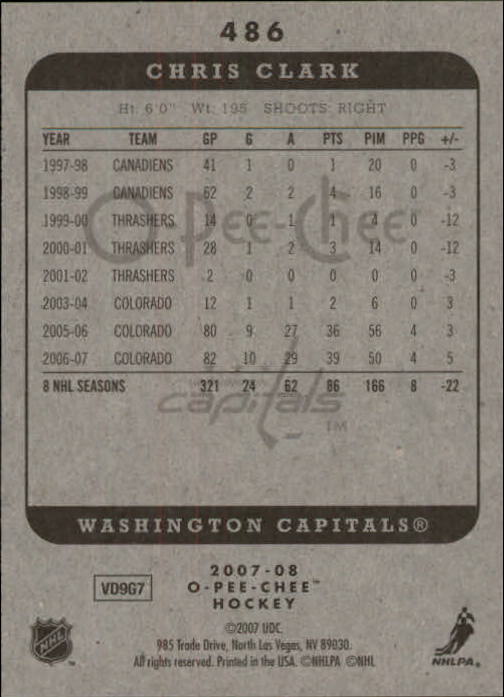 486
CHRIS CLARK
Ht: 6'0" Wt: 195 SHOOTS: RIGHT
YEAR TEAM GP G A PTS PIM PPG +/-
1997-98 CANADIENS 41 1 0 1 20 0 -3
1998-99 CANADIENS 62 2 2 4 16 0 -3
O-Pee-Chee
1999-00 THRASHERS 14 0 1 1 4 0 -12
2000-01 THRASHERS 28 1 2 3 14 0 -12
2001-02 THRASHERS 2 0 0 0 0 0 -3
2003-04 COLORADO 12 1 1 2 6 0 3
2005-06 COLORADO 80 9 27 36 56 4 3
2006-07 COLORADO 82 10 29 39 50 4 5
8 NHL SEASONS 321 24 62 86 166 8 -22
capitals
TM
WASHINGTON CAPITALS®
2007-08
VD9G7 O-PEE-CHEE™
HOCKEY
©2007 UDC.
985 Trade Drive, North Las Vegas, NV 89030.
All rights reserved. Printed in the USA. ©NHLPA ©NHL
NHL
NHLPA